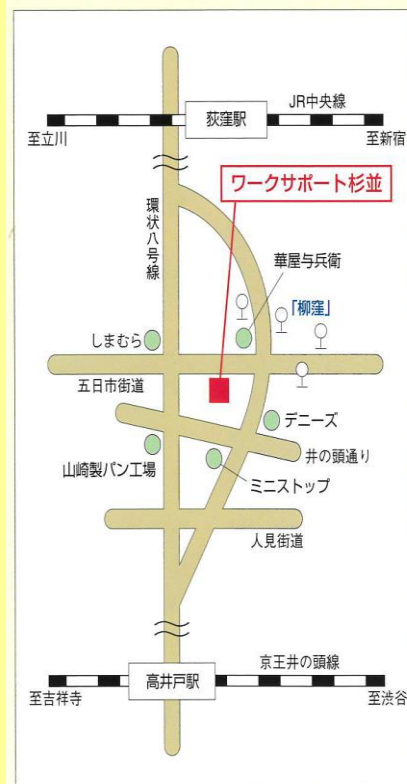 JR中央線
荻窪駅
至立川
至新宿
ワークサポート杉並
環状八号線
華屋与兵衛
「柳窪」
しまむら
五日市街道
デニーズ
井の頭通り
山崎製パン工場
ミニストップ
人見街道
京王井の頭線
高井戸駅
至吉祥寺
至渋谷